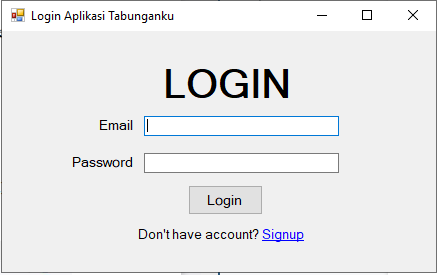 Login Aplikasi Tabunganku
LOGIN
Email
Password
Login
Don't have account? Signup